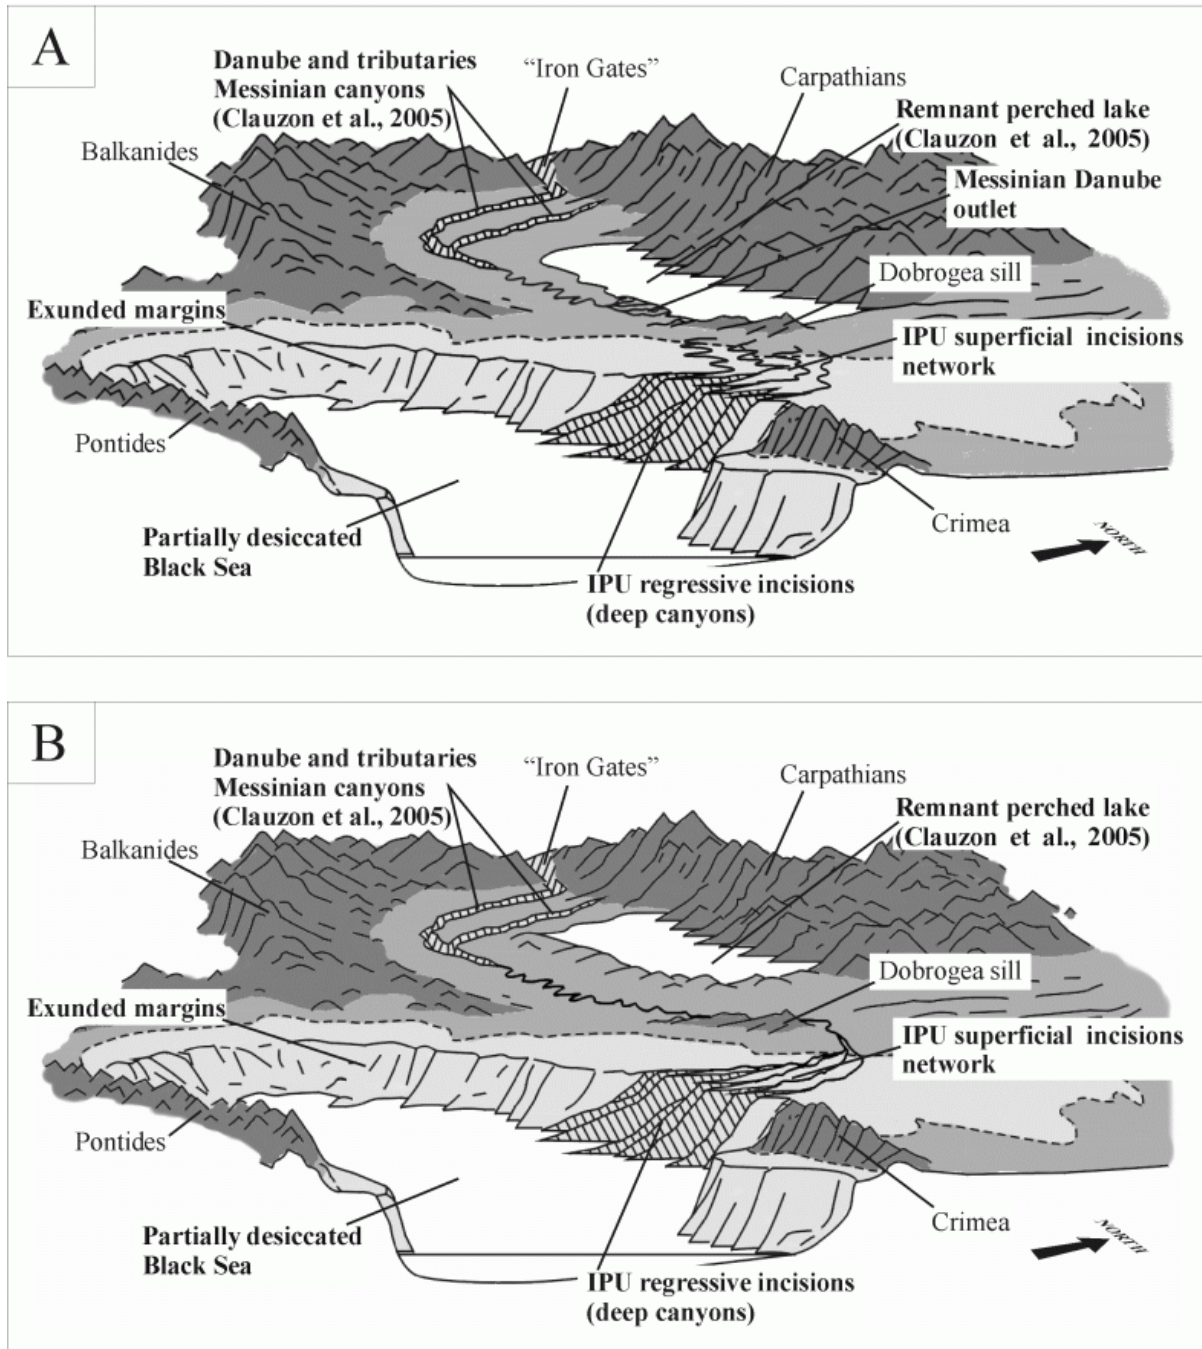 A
Danube and tributaries
Messinian canyons
(Clauzon et al., 2005)
“Iron Gates”
Carpathians
Remnant perched lake
(Clauzon et al., 2005)
Balkanides
Messinian Danube
outlet
Dobrogea sill
Exunded margins
IPU superficial incisions
network
Pontides
Crimea
Partially desiccated
Black Sea
NORTH
IPU regressive incisions
(deep canyons)
B
Danube and tributaries
Messinian canyons
(Clauzon et al., 2005)
“Iron Gates”
Carpathians
Remnant perched lake
(Clauzon et al., 2005)
Balkanides
Dobrogea sill
Exunded margins
IPU superficial incisions
network
Pontides
Crimea
Partially desiccated
Black Sea
NORTH
IPU regressive incisions
(deep canyons)